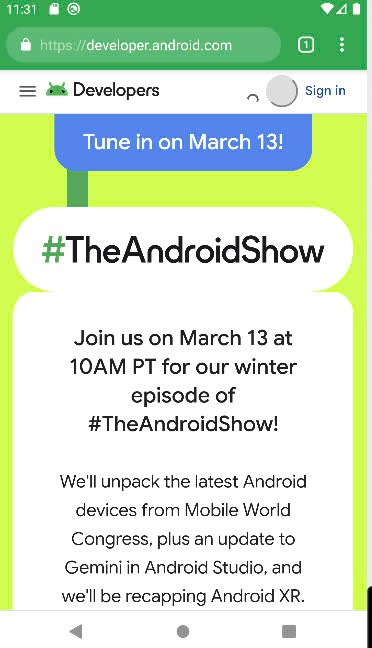 11:31
https://developer.android.com
1
Developers
Sign in
Tune in on March 13!
#TheAndroidShow
Join us on March 13 at
10AM PT for our winter
episode of
#TheAndroidShow!
We'll unpack the latest Android
devices from Mobile World
Congress, plus an update to
Gemini in Android Studio, and
we'll be recapping Android XR.